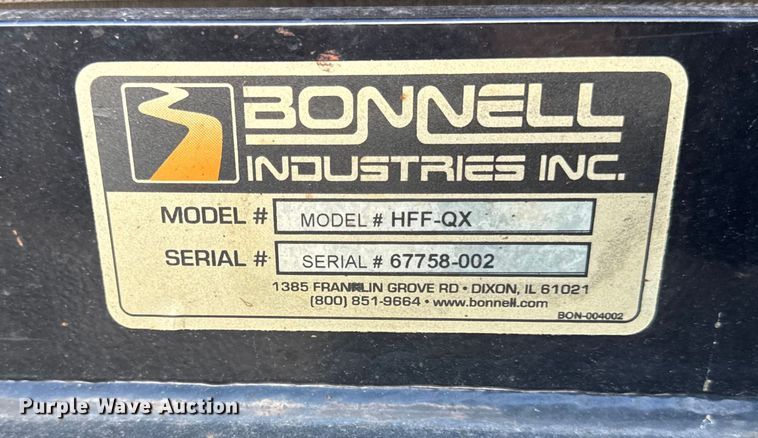 BONNELL
INDUSTRIES INC.
MODEL # MODEL # HFF-QX
SERIAL # SERIAL # 67758-002
1385 FRANKLIN GROVE RD • DIXON, IL 61021
(800) 851-9664 • www.bonnell.com
BON-004002
Purple Wave Auction